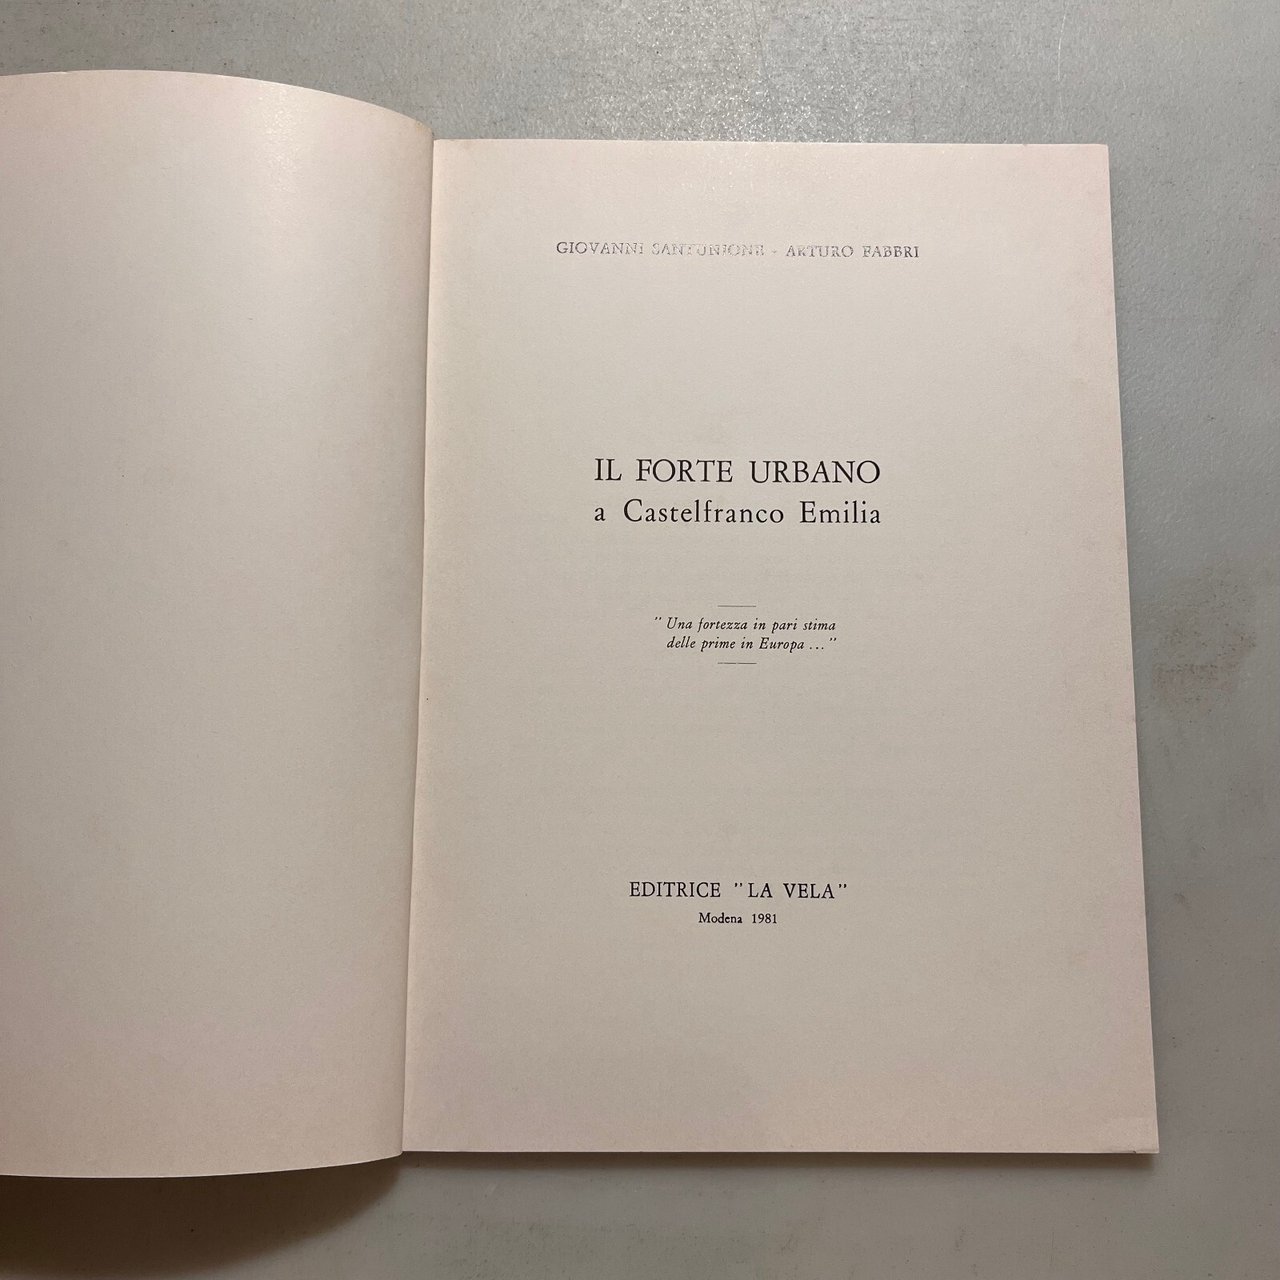 GIOVANNI SANTUNIONE - ARTURO FABBRI
IL FORTE URBANO
a Castelfranco Emilia
" Una fortezza in pari stima
delle prime in Europa ... "
EDITRICE "LA VELA"
Modena 1981